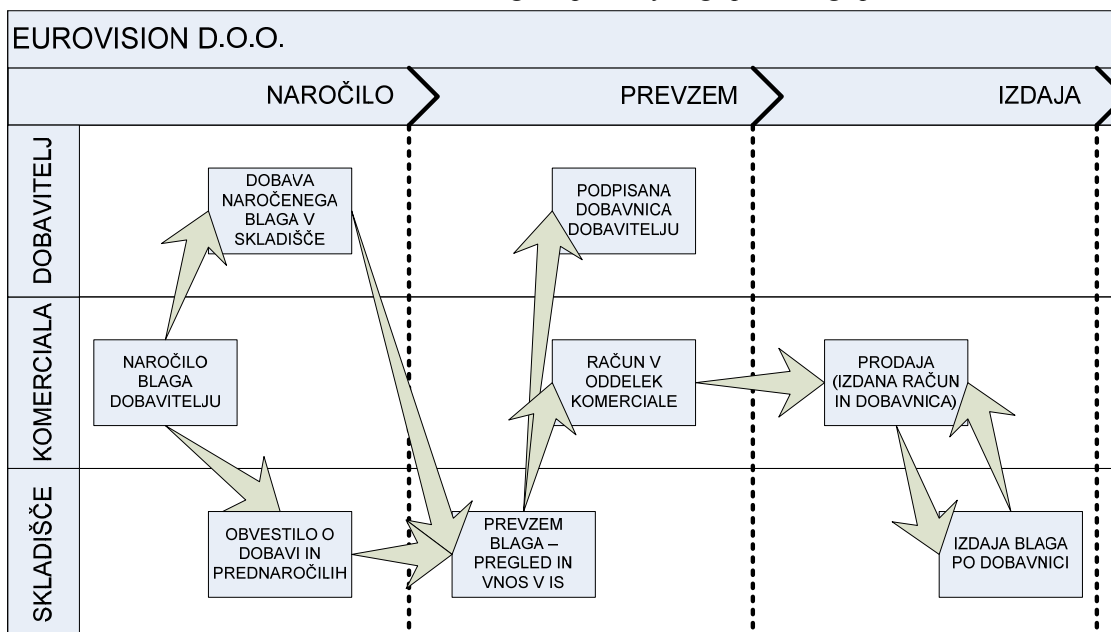 EUROVISION D.O.O.
NAROČILO
PREVZEM
IZDAJA
DOBAVITELJ
DOBAVA
NAROČENEGA
BLAGA V
SKLADIŠČE
PODPISANA
DOBAVNICA
DOBAVITELJU
KOMERCIALA
NAROČILO
BLAGA
DOBAVITELJU
RAČUN V
ODDELEK
KOMERCIALE
PRODAJA
(IZDANA RAČUN
IN DOBAVNICA)
SKLADIŠČE
OBVESTILO O
DOBAVI IN
PREDNAROČILIH
PREVZEM
BLAGA –
PREGLED IN
VNOS V IS
IZDAJA BLAGA
PO DOBAVNICI